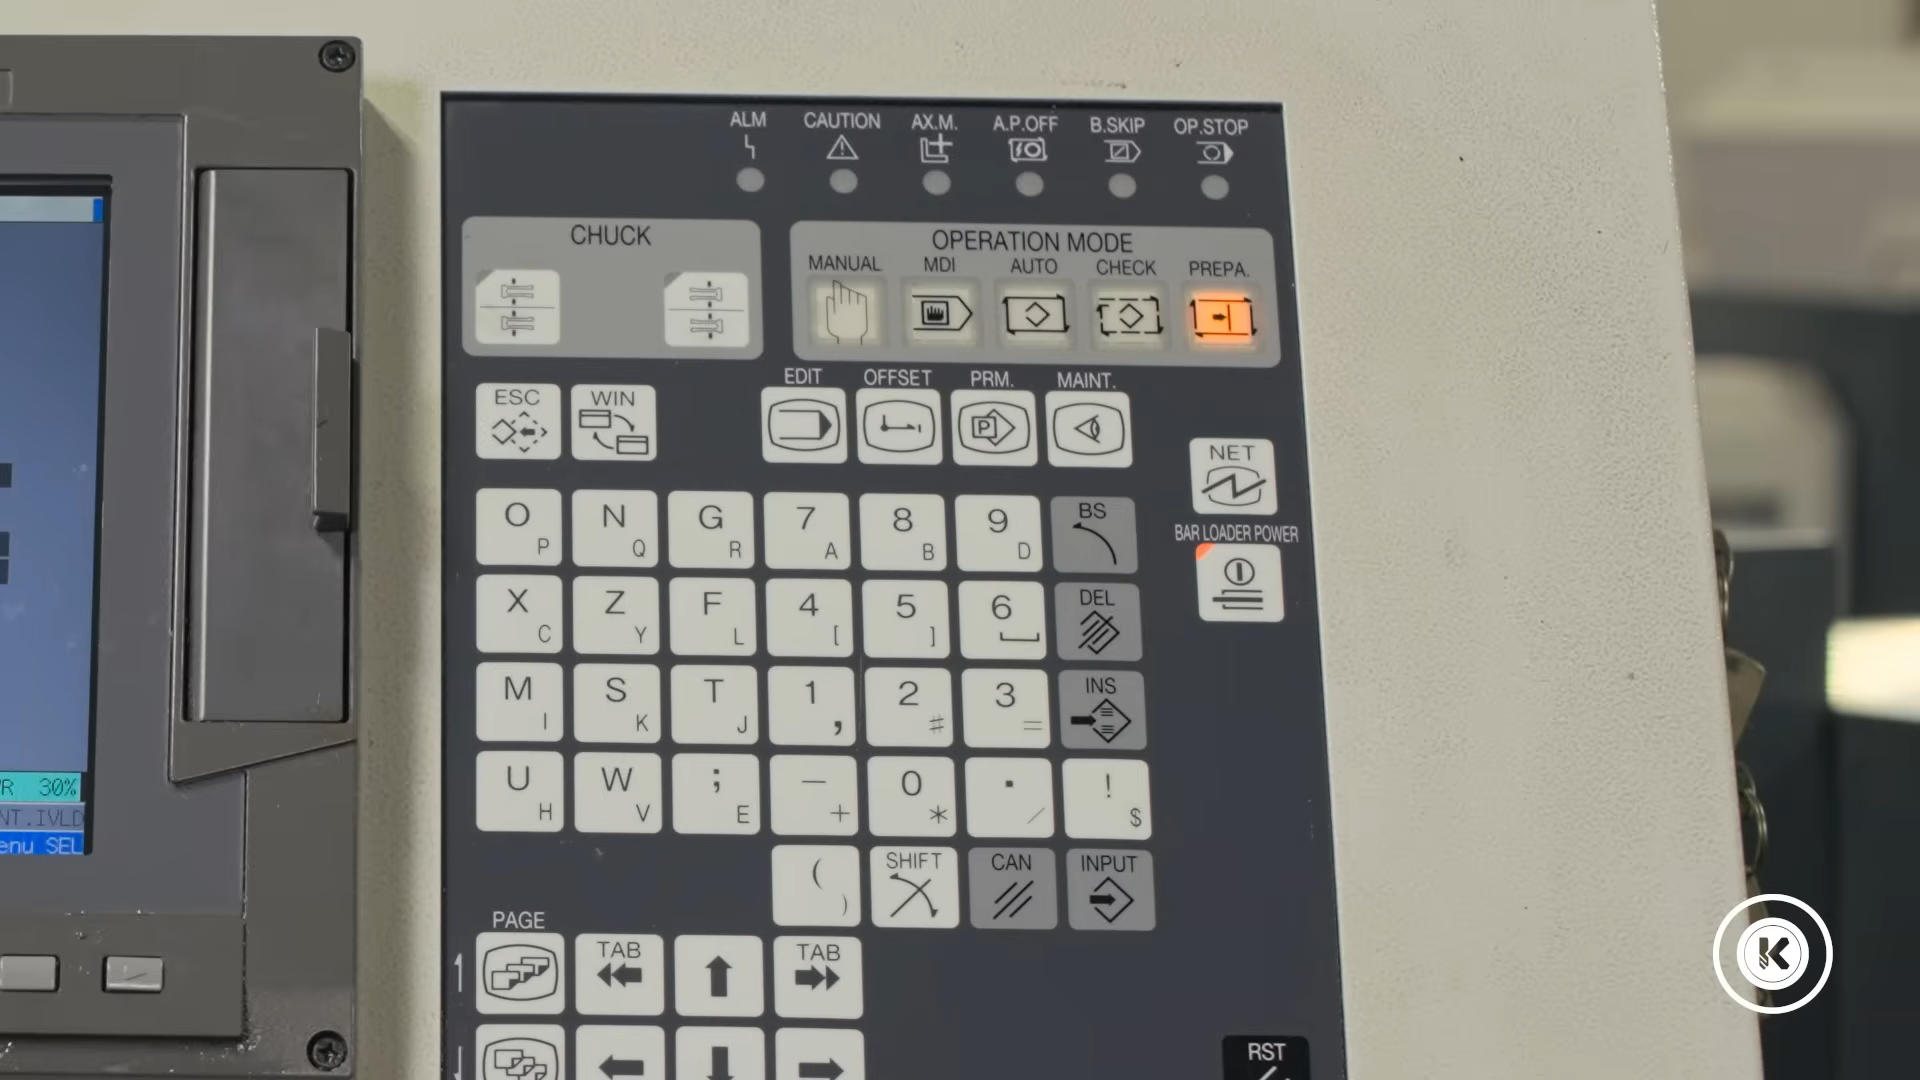 ALM CAUTION AX.M. A.P.OFF B.SKIP OP.STOP
CHUCK
OPERATION MODE
MANUAL MDI AUTO CHECK PREPA.
EDIT OFFSET PRM. MAINT.
ESC WIN
P
NET
BAR LOADER POWER
O P N Q G R 7 A 8 B 9 D BS
X C Z Y F L 4 [ 5 ] 6 DEL
M I S K T J 1 , 2 # 3 = INS
U H W V ; E - + 0 * . / ! $
( ) SHIFT CAN INPUT
PAGE
TAB TAB
RST
R 30%
NT.IVLD
enu SEL
K